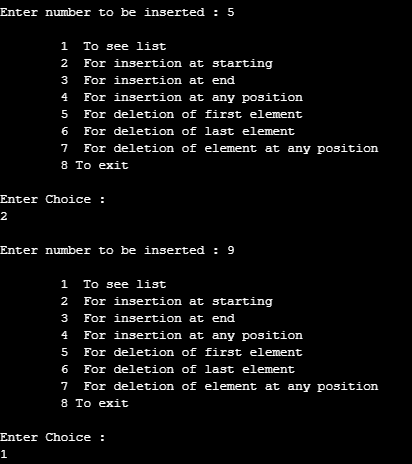 Enter number to be inserted : 5
1 To see list
2 For insertion at starting
3 For insertion at end
4 For insertion at any position
5 For deletion of first element
6 For deletion of last element
7 For deletion of element at any position
8 To exit
Enter Choice :
2
Enter number to be inserted : 9
1 To see list
2 For insertion at starting
3 For insertion at end
4 For insertion at any position
5 For deletion of first element
6 For deletion of last element
7 For deletion of element at any position
8 To exit
Enter Choice :
1